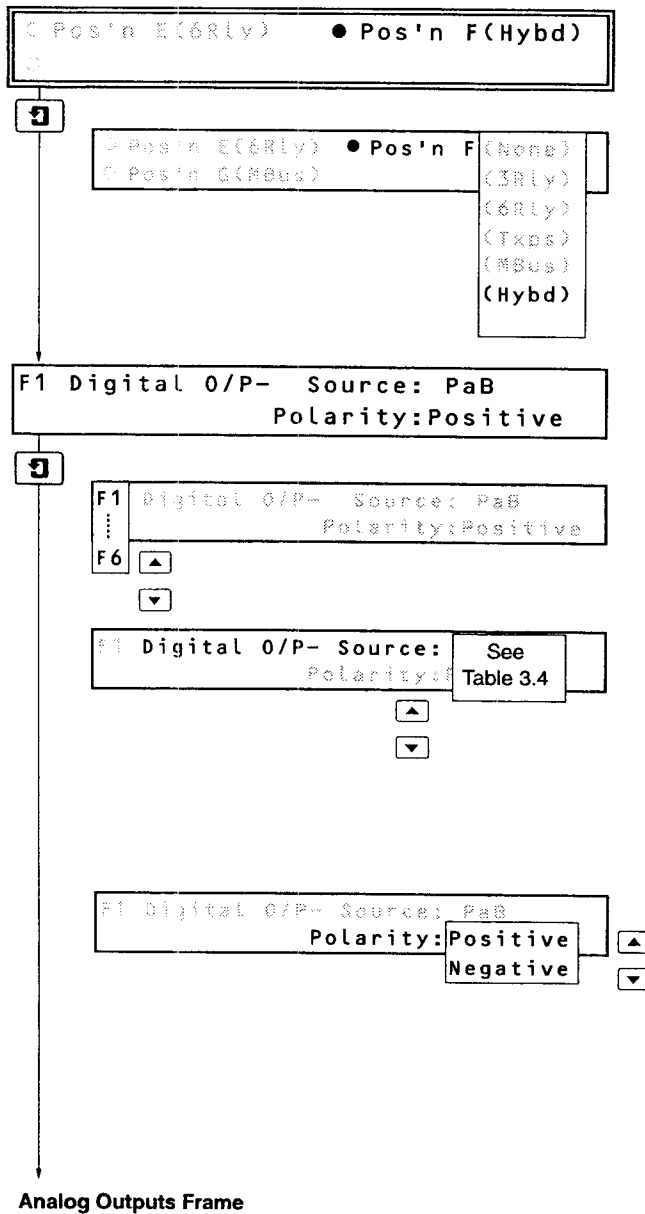 ○ Pos'n E(6Rly) ● Pos'n F(Hybd)
○
○ Pos'n E(6Rly) ● Pos'n F(None)
○ Pos'n G(MBus) (3Rly)
(6Rly)
(Txps)
(MBus)
(Hybd)
F1 Digital O/P- Source: PaB
Polarity:Positive
F1 Digital O/P- Source: PaB
Polarity:Positive
F6
F1 Digital O/P- Source: See
Polarity: Table 3.4
F1 Digital O/P- Source: PaB
Polarity:Positive
Negative
Analog Outputs Frame